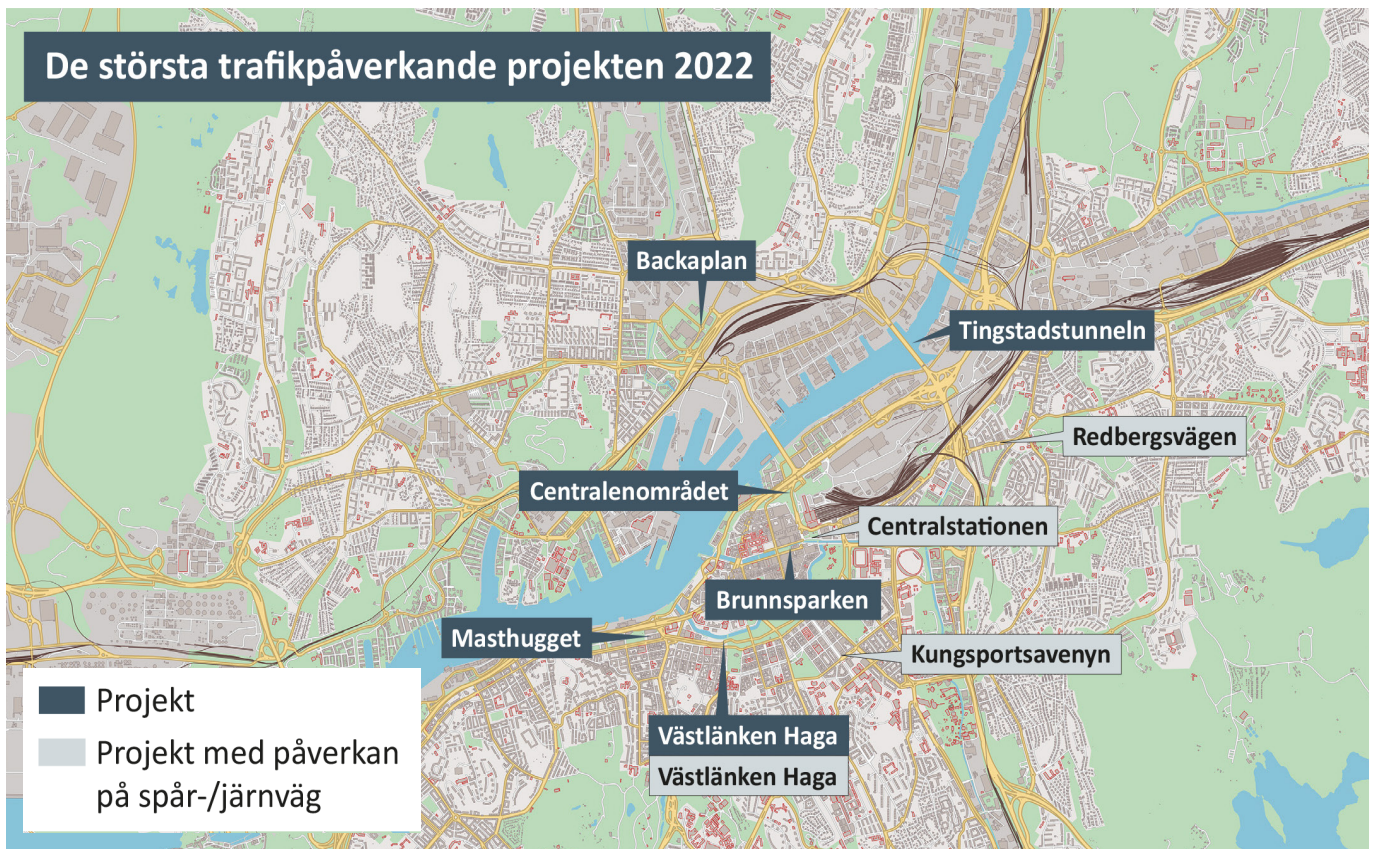 De största trafikpåverkande projekten 2022
Backaplan
Tingstadstunneln
Redbergsvägen
Centralenområdet
Centralstationen
Brunnsparken
Masthugget
Kungsportsavenyn
Västlänken Haga
Västlänken Haga
Projekt
Projekt med påverkan
på spår-/järnväg